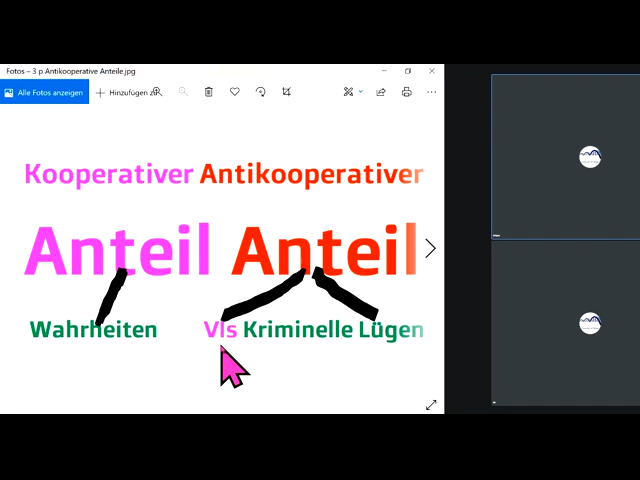 Fotos – 3 p Antikooperative Anteile.jpg
Alle Fotos anzeigen
Hinzufügen zu
Kooperativer Antikooperativer
Anteil Anteil
Wahrheiten VIs Kriminelle Lügen